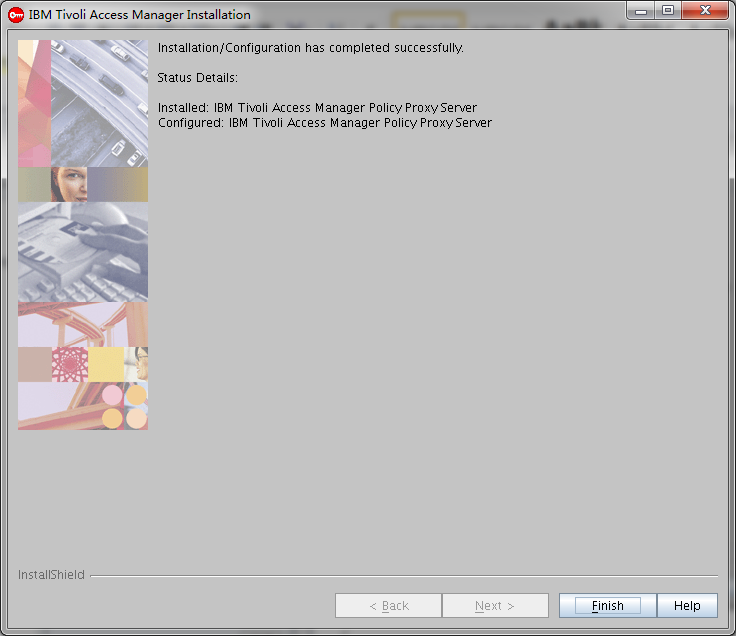 IBM Tivoli Access Manager Installation
Installation/Configuration has completed successfully.
Status Details:
Installed: IBM Tivoli Access Manager Policy Proxy Server
Configured: IBM Tivoli Access Manager Policy Proxy Server
InstallShield
< Back
Next >
Finish
Help